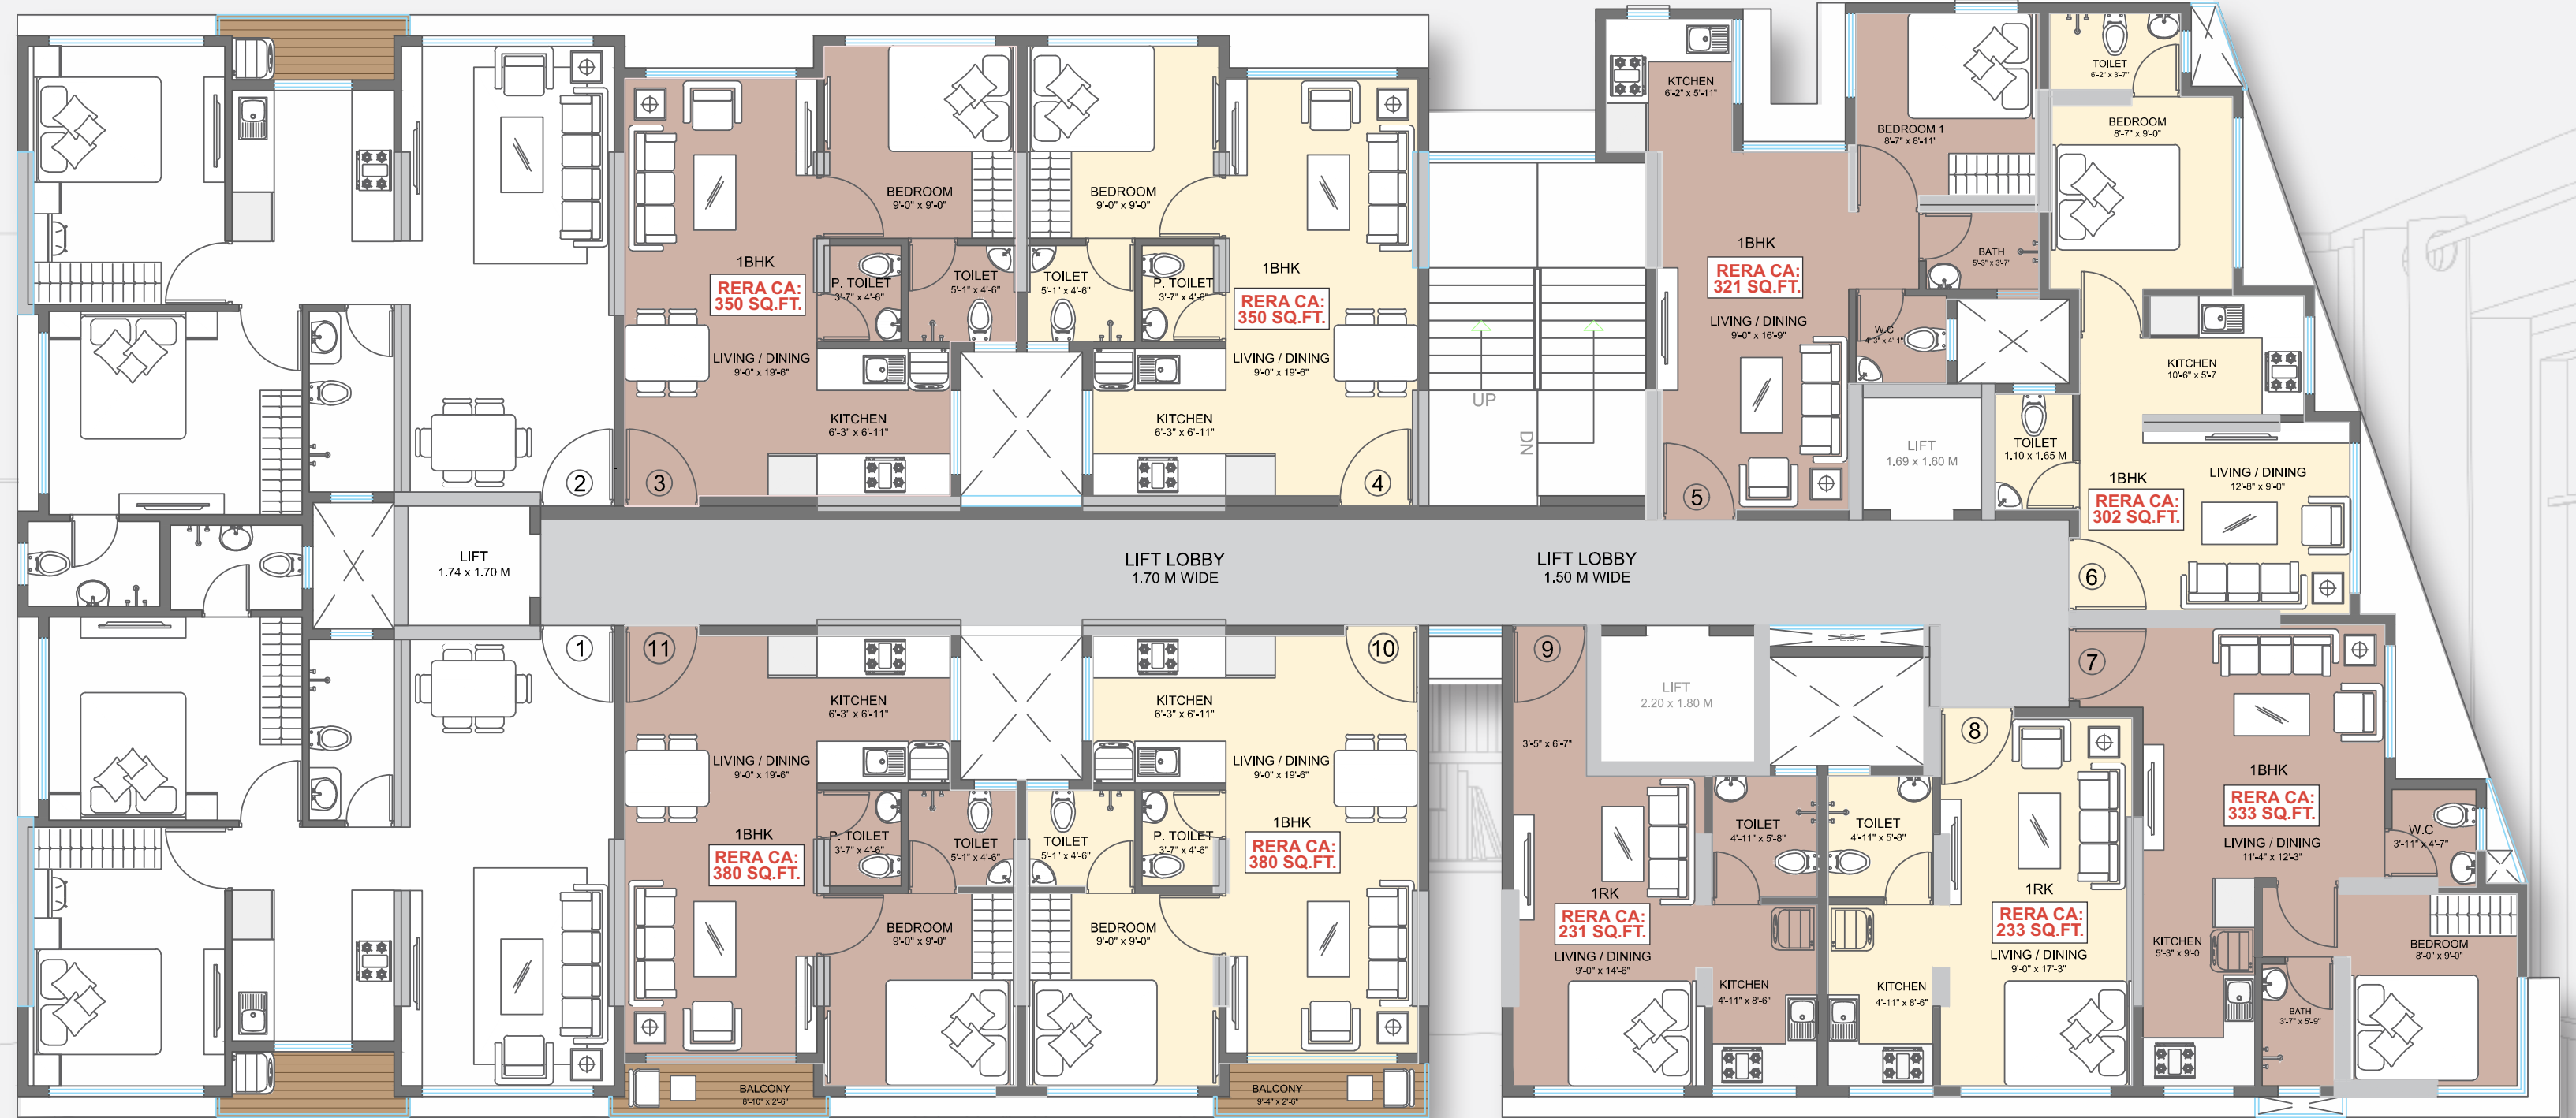 2
LIFT
1.74 x 1.70 M
1
3
1BHK
RERA CA:
350 SQ.FT.
LIVING / DINING
9'-0" x 19'-6"
BEDROOM
9'-0" x 9'-0"
P. TOILET
3'-7" x 4'-6"
TOILET
5'-1" x 4'-6"
KITCHEN
6'-3" x 6'-11"
BEDROOM
9'-0" x 9'-0"
TOILET
5'-1" x 4'-6"
P. TOILET
3'-7" x 4'-6"
1BHK
RERA CA:
350 SQ.FT.
LIVING / DINING
9'-0" x 19'-6"
KITCHEN
6'-3" x 6'-11"
4
UP
DN
KTCHEN
6'-2" x 5'-11"
BEDROOM 1
8'-7" x 8'-11"
1BHK
RERA CA:
321 SQ.FT.
LIVING / DINING
9'-0" x 16'-9"
BATH
5'-3" x 3'-7"
W.C
4'-3" x 4'-1"
5
LIFT
1.69 x 1.60 M
TOILET
6'-2" x 3'-7"
BEDROOM
8'-7" x 9'-0"
KITCHEN
10'-6" x 5'-7
TOILET
1.10 x 1.65 M
1BHK
RERA CA:
302 SQ.FT.
LIVING / DINING
12'-8" x 9'-0"
6
LIFT LOBBY
1.70 M WIDE
LIFT LOBBY
1.50 M WIDE
11
KITCHEN
6'-3" x 6'-11"
LIVING / DINING
9'-0" x 19'-6"
1BHK
RERA CA:
380 SQ.FT.
P. TOILET
3'-7" x 4'-6"
TOILET
5'-1" x 4'-6"
BEDROOM
9'-0" x 9'-0"
BALCONY
8'-10" x 2'-6"
10
KITCHEN
6'-3" x 6'-11"
LIVING / DINING
9'-0" x 19'-6"
1BHK
RERA CA:
380 SQ.FT.
TOILET
5'-1" x 4'-6"
P. TOILET
3'-7" x 4'-6"
BEDROOM
9'-0" x 9'-0"
BALCONY
9'-4" x 2'-6"
9
3'-5" x 6'-7"
LIFT
2.20 x 1.80 M
E.D.
TOILET
4'-11" x 5'-8"
1RK
RERA CA:
231 SQ.FT.
LIVING / DINING
9'-0" x 14'-6"
KITCHEN
4'-11" x 8'-6"
8
TOILET
4'-11" x 5'-8"
1RK
RERA CA:
233 SQ.FT.
LIVING / DINING
9'-0" x 17'-3"
KITCHEN
4'-11" x 8'-6"
7
1BHK
RERA CA:
333 SQ.FT.
LIVING / DINING
11'-4" x 12'-3"
W.C
3'-11" x 4'-7"
KITCHEN
5'-3" x 9'-0
BEDROOM
8'-0" x 9'-0"
BATH
3'-7" x 5'-9"